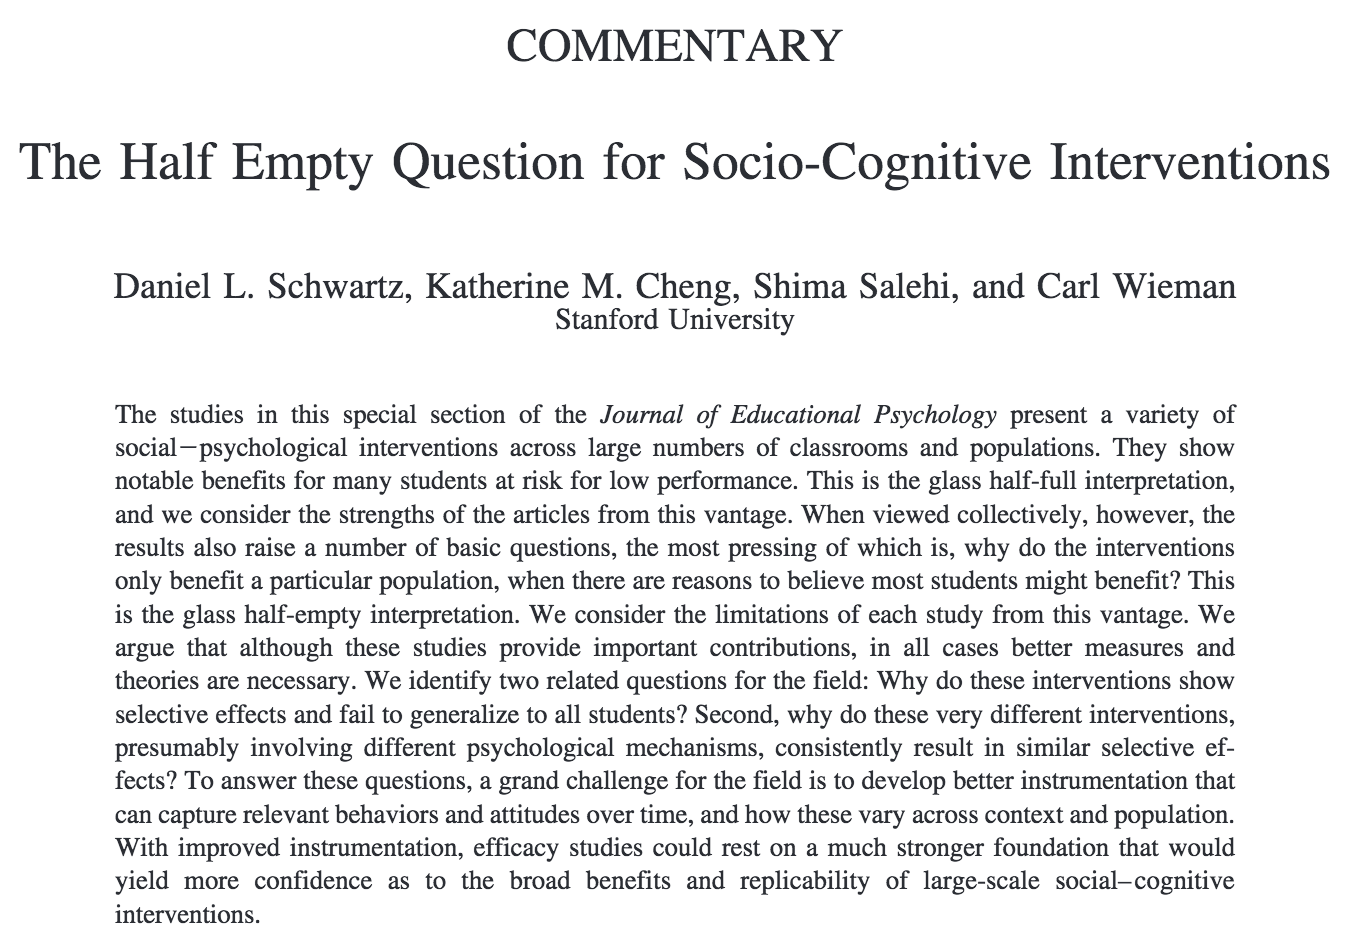 COMMENTARY
The Half Empty Question for Socio-Cognitive Interventions
Daniel L. Schwartz, Katherine M. Cheng, Shima Salehi, and Carl Wieman
Stanford University
The studies in this special section of the Journal of Educational Psychology present a variety of
social–psychological interventions across large numbers of classrooms and populations. They show
notable benefits for many students at risk for low performance. This is the glass half-full interpretation,
and we consider the strengths of the articles from this vantage. When viewed collectively, however, the
results also raise a number of basic questions, the most pressing of which is, why do the interventions
only benefit a particular population, when there are reasons to believe most students might benefit? This
is the glass half-empty interpretation. We consider the limitations of each study from this vantage. We
argue that although these studies provide important contributions, in all cases better measures and
theories are necessary. We identify two related questions for the field: Why do these interventions show
selective effects and fail to generalize to all students? Second, why do these very different interventions,
presumably involving different psychological mechanisms, consistently result in similar selective ef-
fects? To answer these questions, a grand challenge for the field is to develop better instrumentation that
can capture relevant behaviors and attitudes over time, and how these vary across context and population.
With improved instrumentation, efficacy studies could rest on a much stronger foundation that would
yield more confidence as to the broad benefits and replicability of large-scale social–cognitive
interventions.